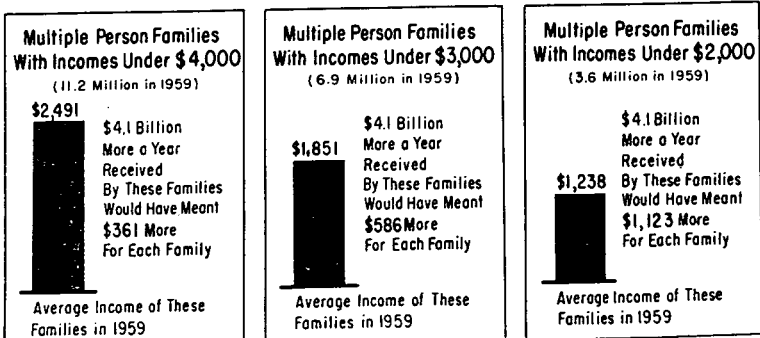 Multiple Person Families
With Incomes Under $4,000
(11.2 Million in 1959)
$2,491
$4.1 Billion
More a Year
Received
By These Families
Would Have Meant
$361 More
For Each Family
Average Income of These
Families in 1959
Multiple Person Families
With Incomes Under $3,000
(6.9 Million in 1959)
$1,851
$4.1 Billion
More a Year
Received
By These Families
Would Have Meant
$586 More
For Each Family
Average Income of These
Families in 1959
Multiple Person Families
With Incomes Under $2,000
(3.6 Million in 1959)
$1,238
$4.1 Billion
More a Year
Received
By These Families
Would Have Meant
$1,123 More
For Each Family
Average Income of These
Families in 1959